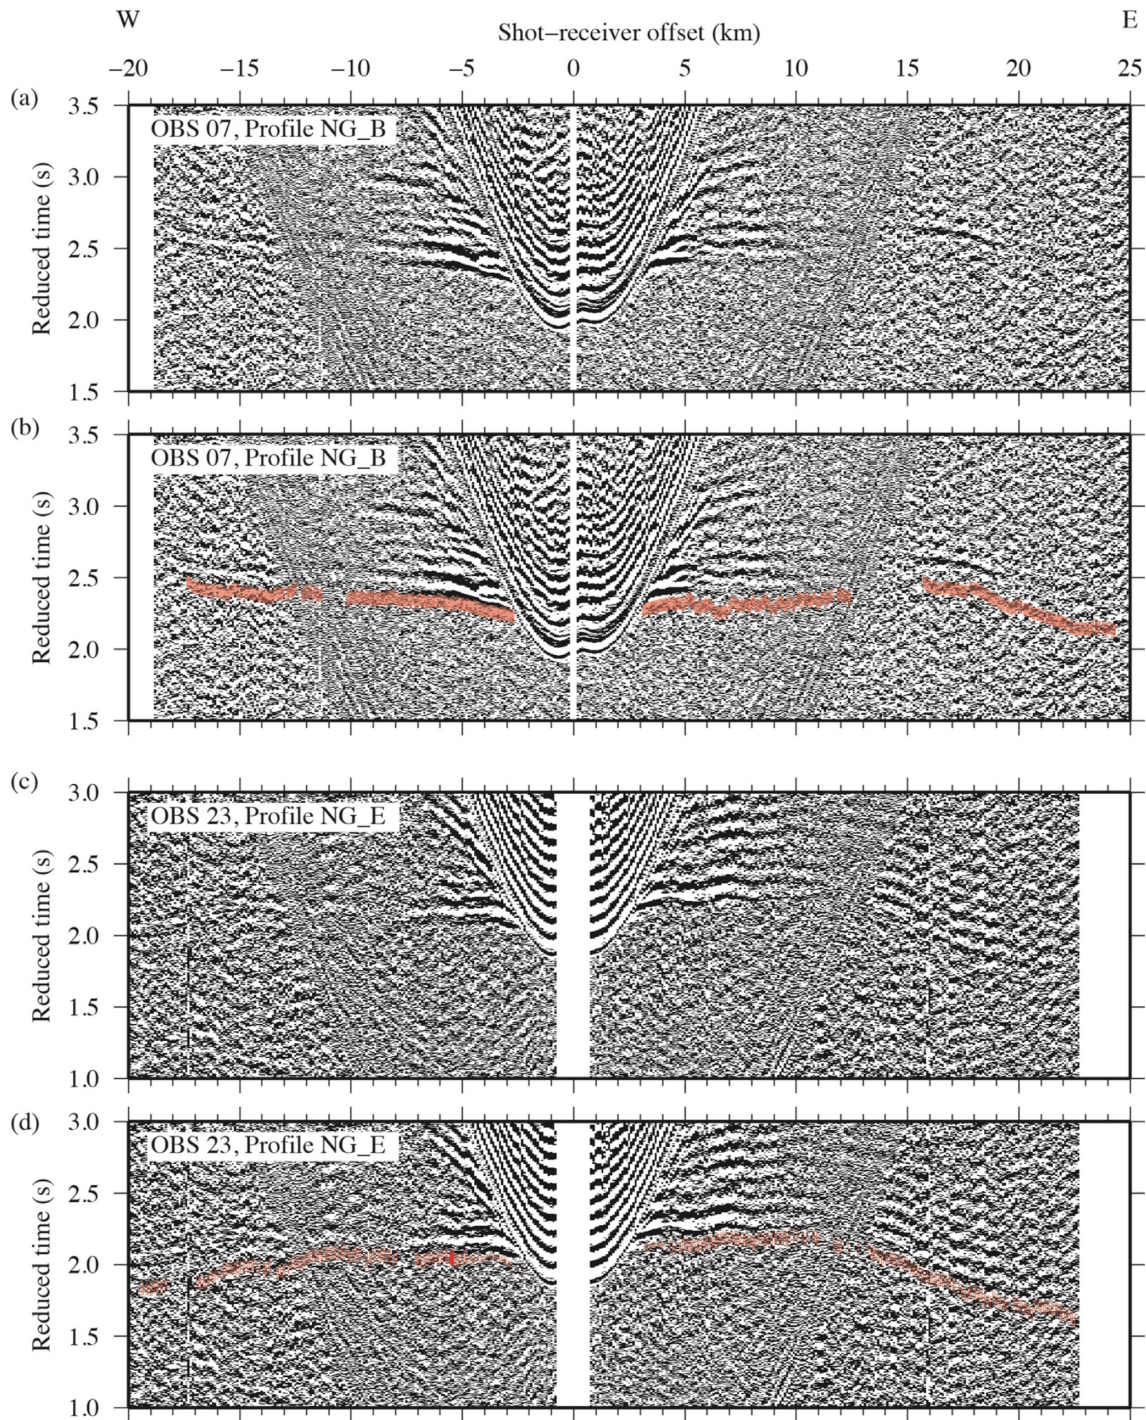 W E
Shot–receiver offset (km)
−20 −15 −10 −5 0 5 10 15 20 25
(a)
3.5
OBS 07, Profile NG_B
3.0
Reduced time (s)
2.5
2.0
1.5
(b)
3.5
OBS 07, Profile NG_B
3.0
Reduced time (s)
2.5
2.0
1.5
(c)
3.0
OBS 23, Profile NG_E
2.5
Reduced time (s)
2.0
1.5
1.0
(d)
3.0
OBS 23, Profile NG_E
2.5
Reduced time (s)
2.0
1.5
1.0